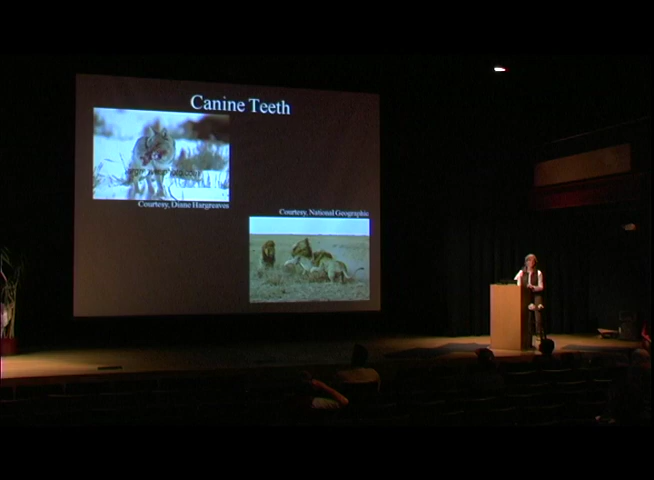 Canine Teeth
Courtesy, Diane Hargreaves
Courtesy, National Geographic